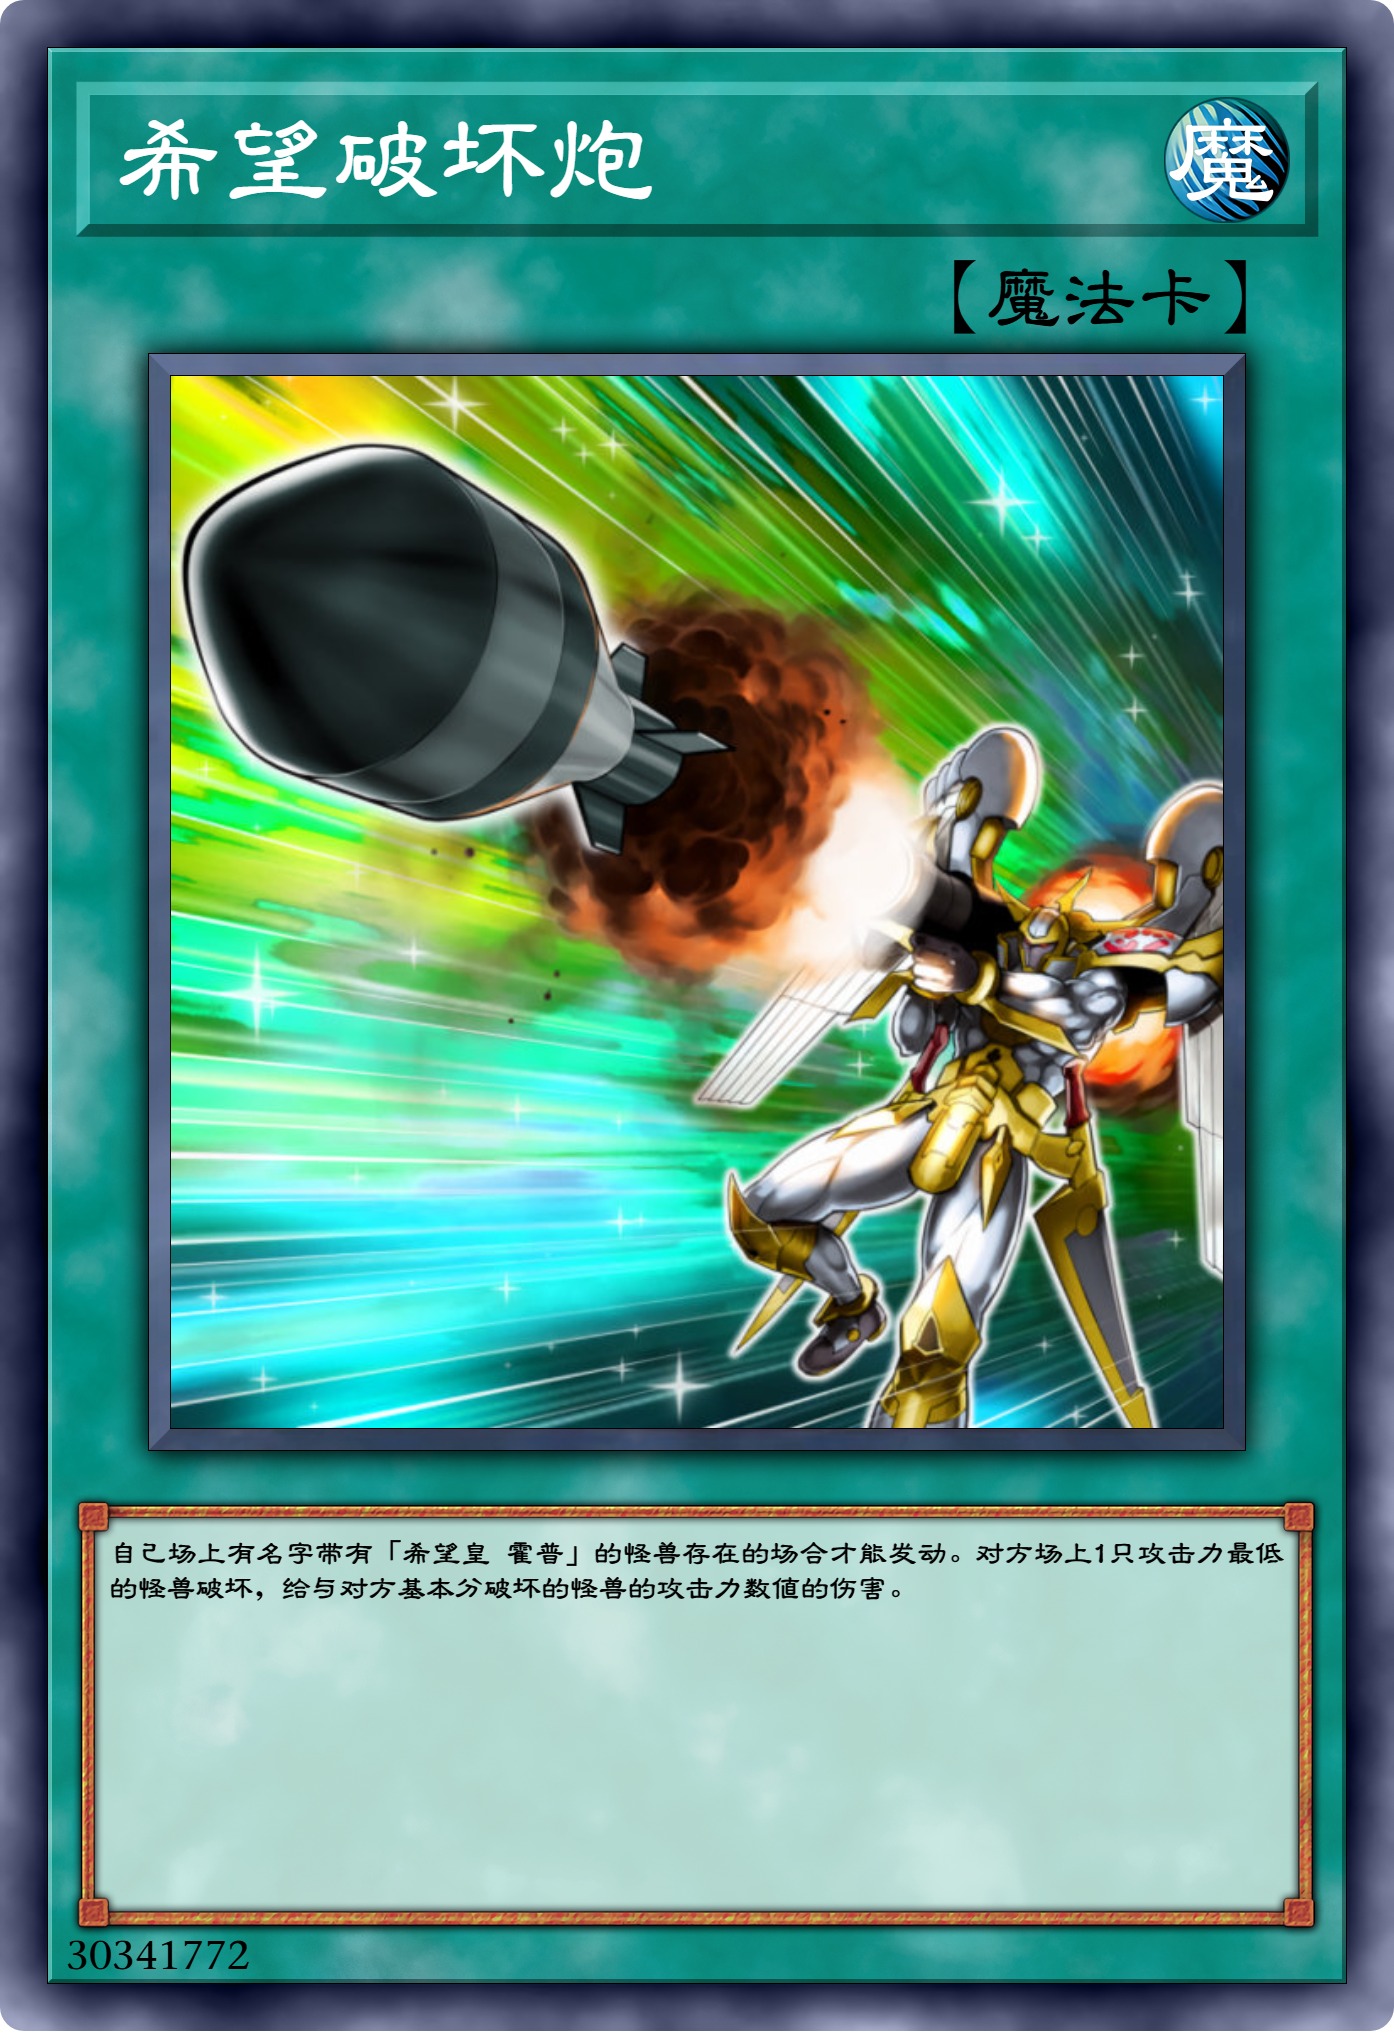 希望破坏炮
魔
【魔法卡】
自己场上有名字带有「希望皇 霍普」的怪兽存在的场合才能发动。对方场上1只攻击力最低
的怪兽破坏，给与对方基本分破坏的怪兽的攻击力数值的伤害。
30341772